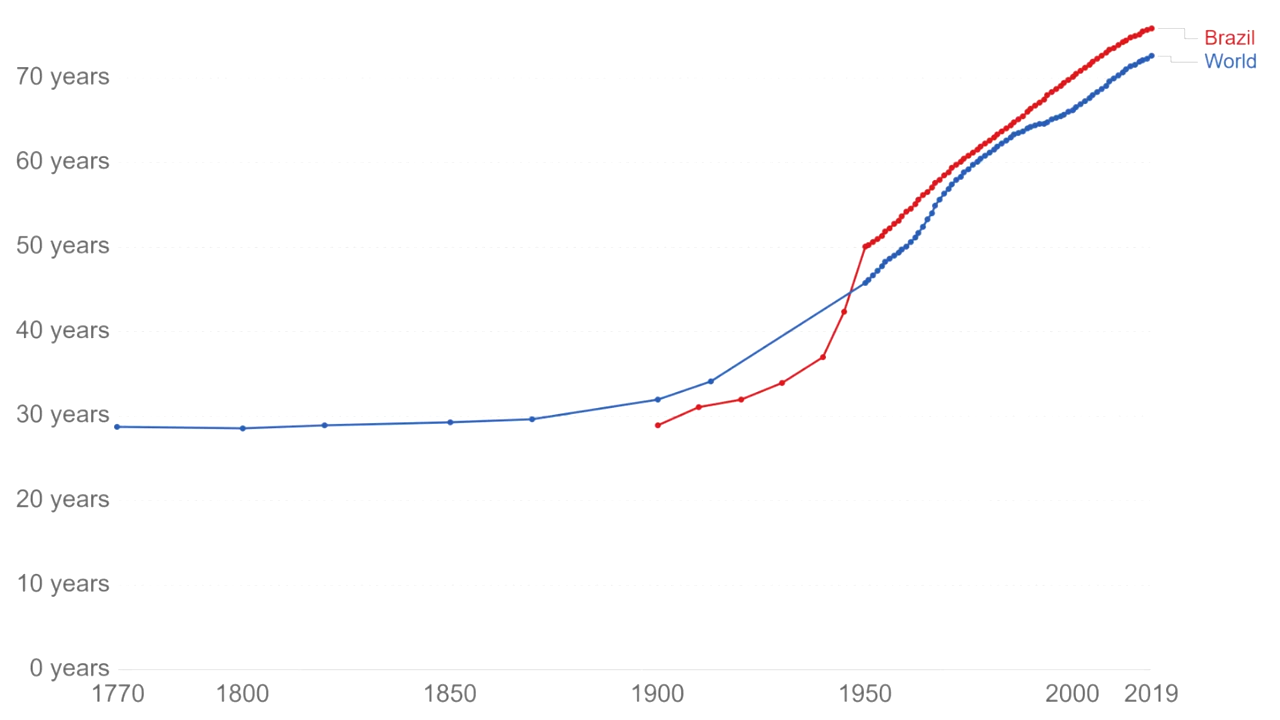 Brazil
World
70 years
60 years
50 years
40 years
30 years
20 years
10 years
0 years
1770 1800 1850 1900 1950 2000 2019